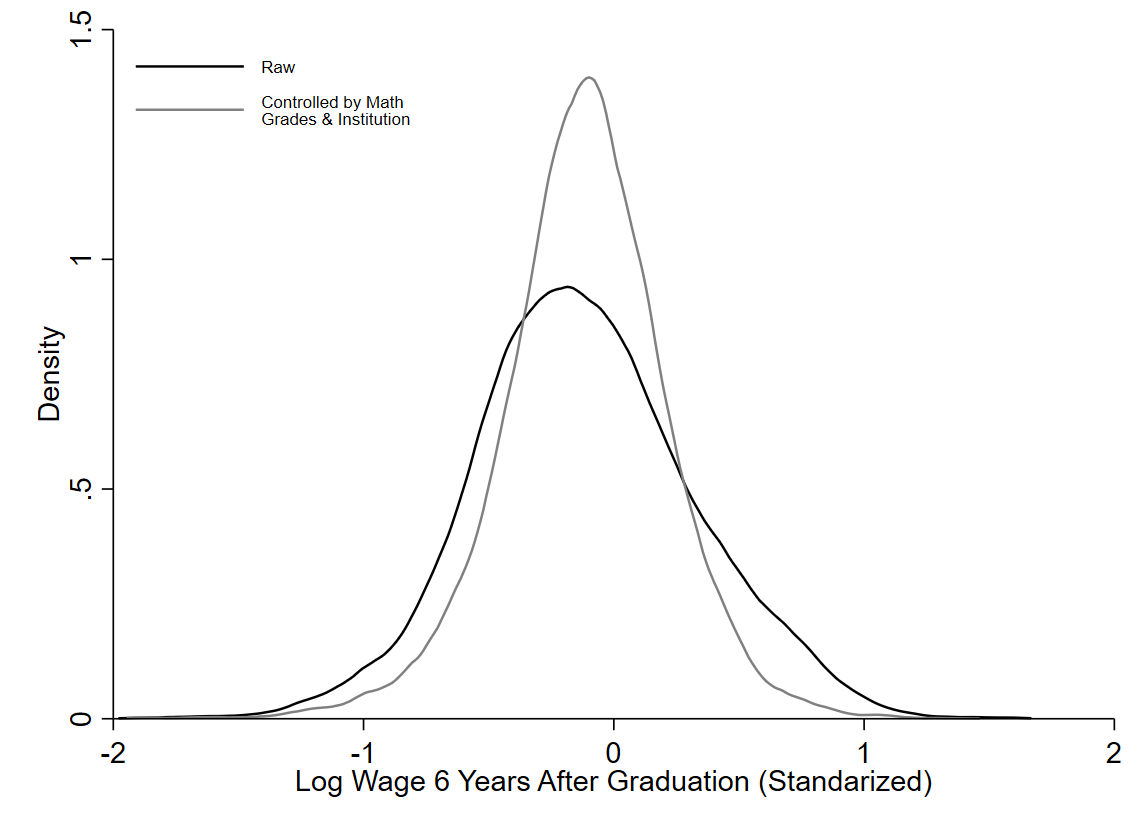 1.5
Raw
Controlled by Math
Grades & Institution
1
Density
.5
0
-2
-1
0
1
2
Log Wage 6 Years After Graduation (Standarized)